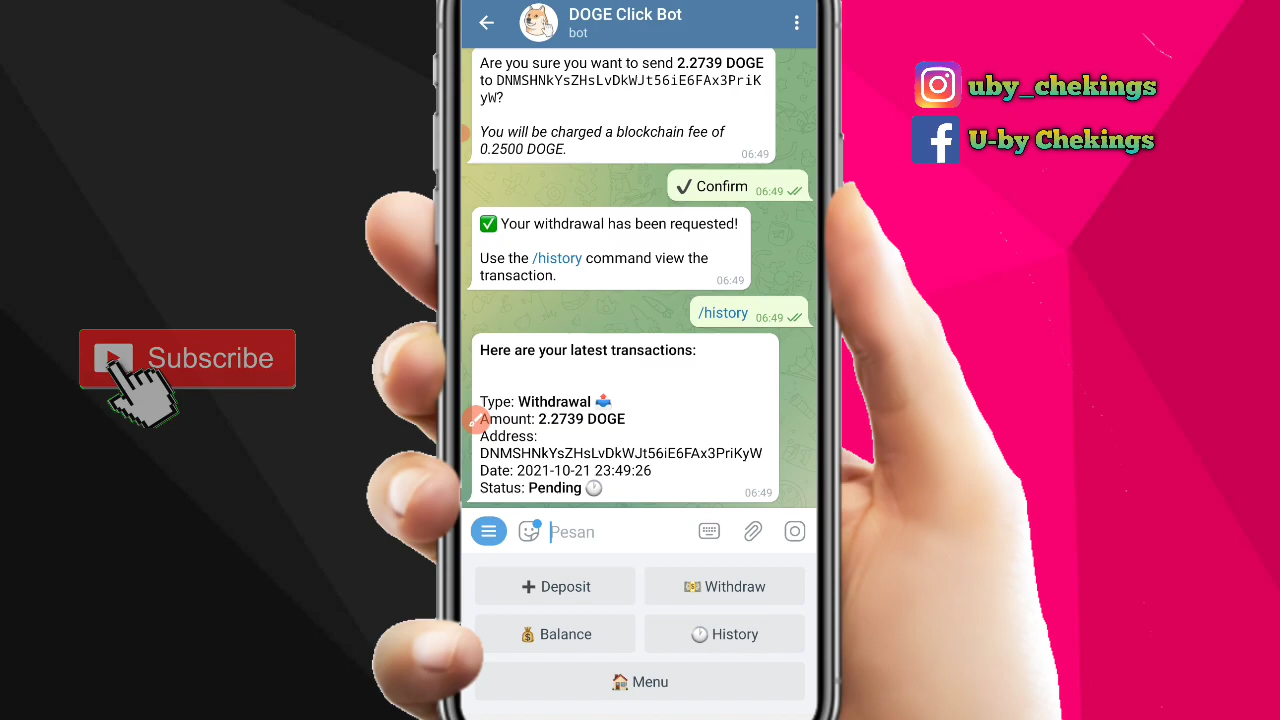 DOGE Click Bot
bot
Are you sure you want to send 2.2739 DOGE
to DNMSHNkYsZHsLvDkWJt56iE6FAx3PriK
yW?
You will be charged a blockchain fee of
0.2500 DOGE.
06:49
✔ Confirm 06:49
✅ Your withdrawal has been requested!
Use the /history command view the
transaction.
06:49
/history 06:49
Here are your latest transactions:
Type: Withdrawal 📤
Amount: 2.2739 DOGE
Address:
DNMSHNkYsZHsLvDkWJt56iE6FAx3PriKyW
Date: 2021-10-21 23:49:26
Status: Pending 🕐
06:49
Pesan
➕ Deposit
💵 Withdraw
💰 Balance
🕐 History
🏠 Menu
Subscribe
uby_chekings
U-by Chekings